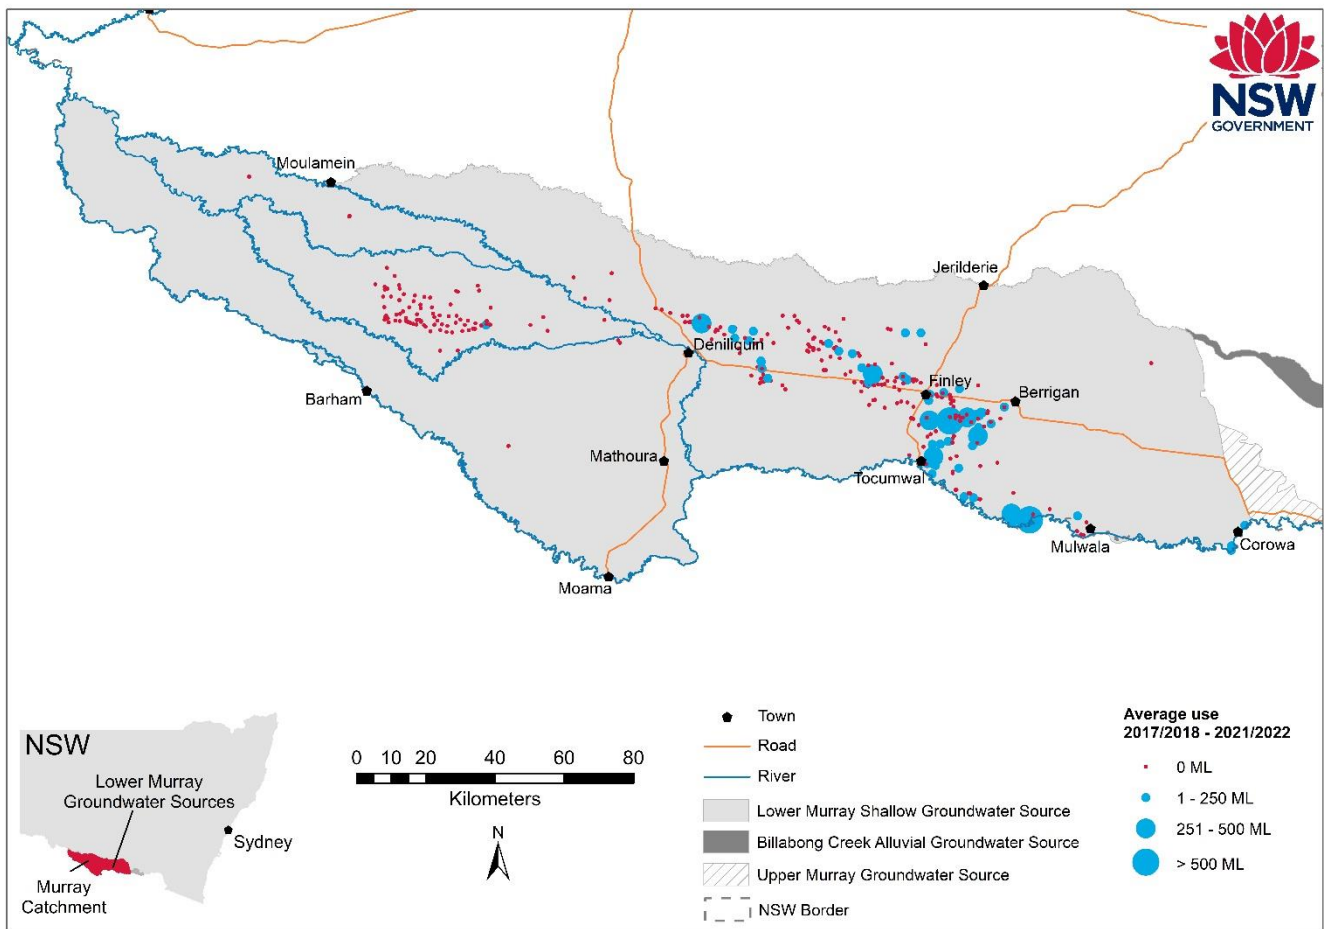 NSW
GOVERNMENT
Moulamein
Jerilderie
Deniliquin
Finley
Berrigan
Barham
Mathoura
Tocumwal
Mulwala
Corowa
Moama
NSW
Lower Murray
Groundwater Sources
Sydney
Murray
Catchment
0 10 20 40 60 80
Kilometers
N
Town
Road
River
Lower Murray Shallow Groundwater Source
Billabong Creek Alluvial Groundwater Source
Upper Murray Groundwater Source
NSW Border
Average use
2017/2018 - 2021/2022
0 ML
1 - 250 ML
251 - 500 ML
> 500 ML